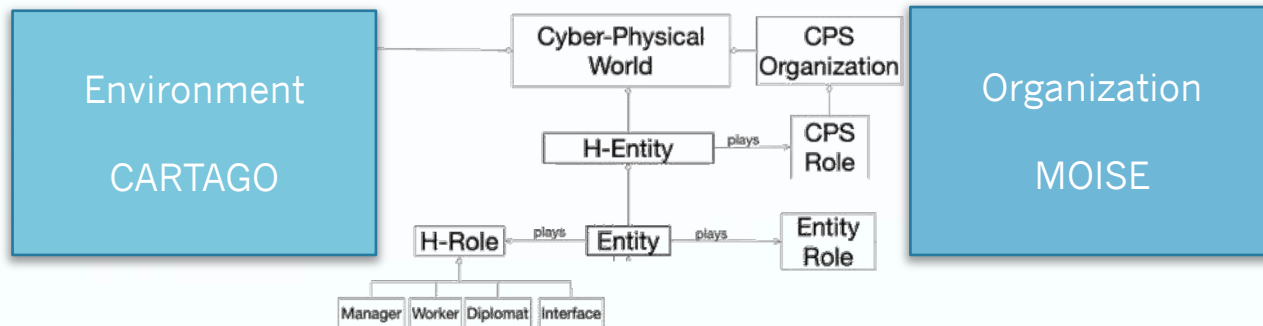 Environment
CARTAGO
Cyber-Physical
World
CPS
Organization
Organization
MOISE
H-Entity
plays
CPS
Role
H-Role
plays
Entity
plays
Entity
Role
Manager
Worker
Diplomat
Interface